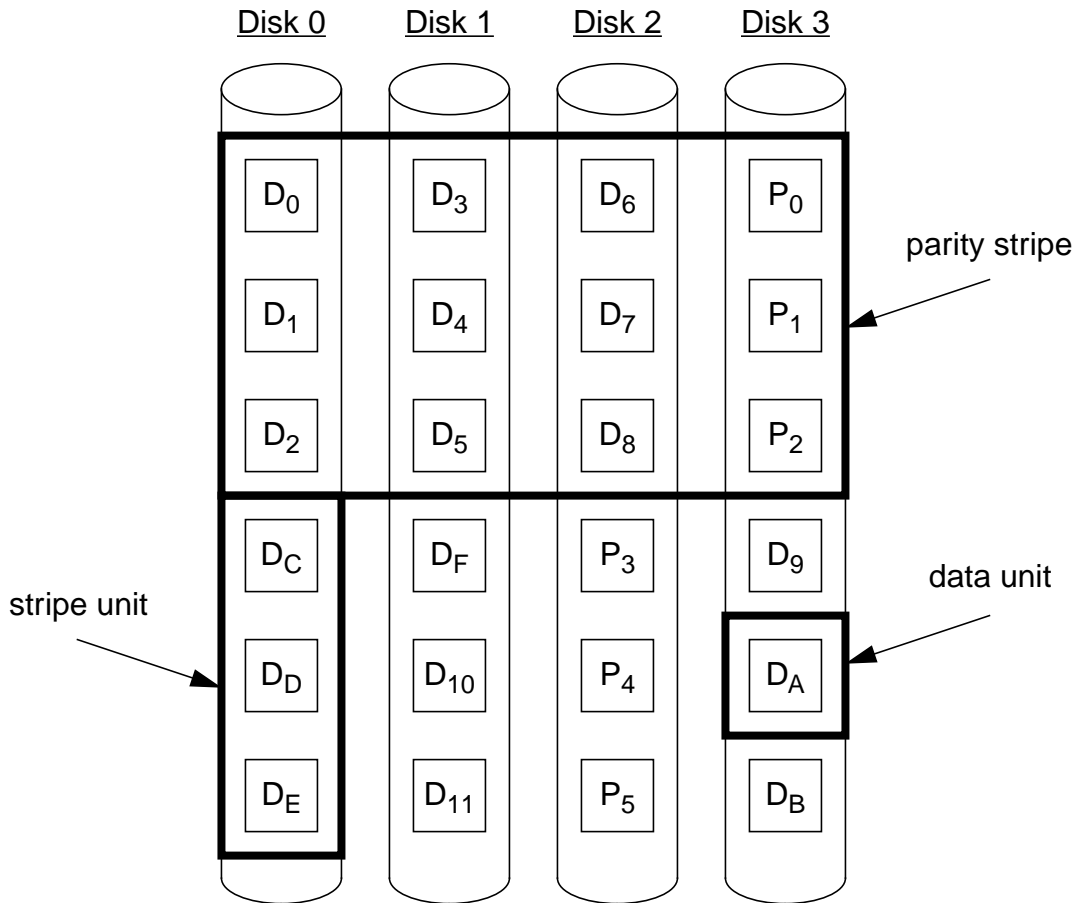 Disk 0 Disk 1 Disk 2 Disk 3
D0 D3 D6 P0
parity stripe
D1 D4 D7 P1
D2 D5 D8 P2
DC DF P3 D9
data unit
stripe unit
DD D10 P4 DA
DE D11 P5 DB